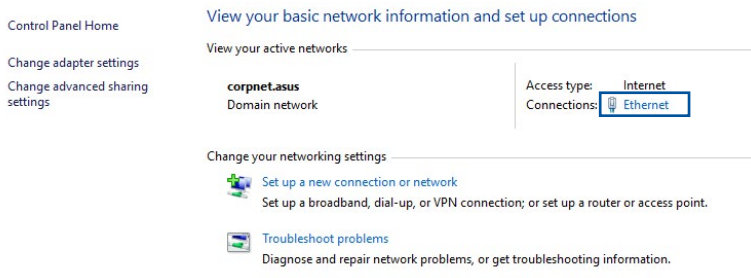 Control Panel Home
Change adapter settings
Change advanced sharing
settings
View your basic network information and set up connections
View your active networks
corpnet.asus
Domain network
Access type: Internet
Connections: Ethernet
Change your networking settings
Set up a new connection or network
Set up a broadband, dial-up, or VPN connection; or set up a router or access point.
Troubleshoot problems
Diagnose and repair network problems, or get troubleshooting information.